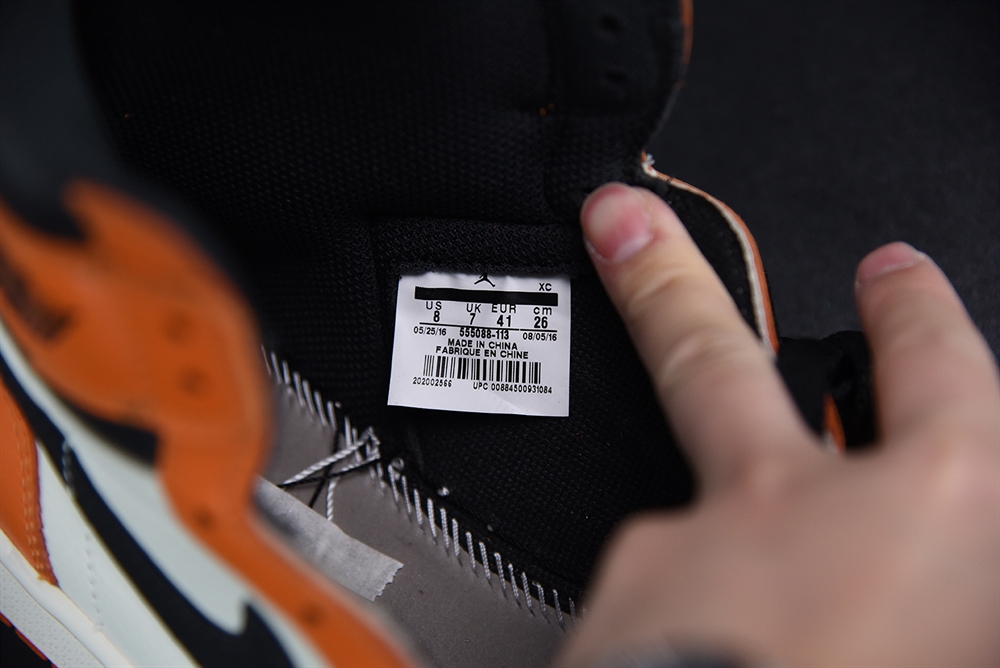 XC
US UK EUR cm
8 7 41 26
05/25/16 555088-113 08/05/16
MADE IN CHINA
FABRIQUE EN CHINE
202002566 UPC 00884500931084